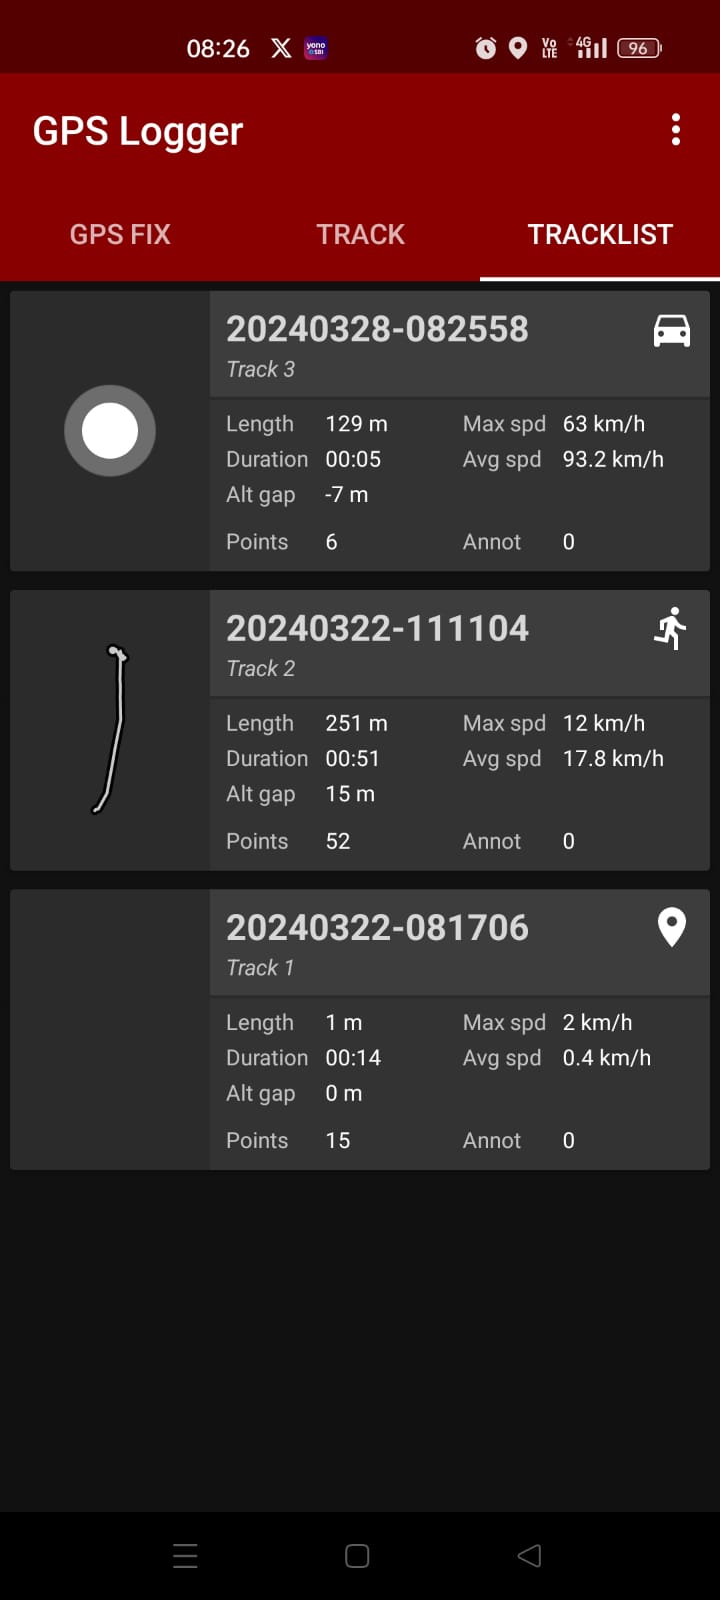 08:26 X yono SBI Vo LTE 4G 96
GPS Logger
GPS FIX TRACK TRACKLIST
20240328-082558
Track 3
Length 129 m Max spd 63 km/h
Duration 00:05 Avg spd 93.2 km/h
Alt gap -7 m
Points 6 Annot 0
20240322-111104
Track 2
Length 251 m Max spd 12 km/h
Duration 00:51 Avg spd 17.8 km/h
Alt gap 15 m
Points 52 Annot 0
20240322-081706
Track 1
Length 1 m Max spd 2 km/h
Duration 00:14 Avg spd 0.4 km/h
Alt gap 0 m
Points 15 Annot 0